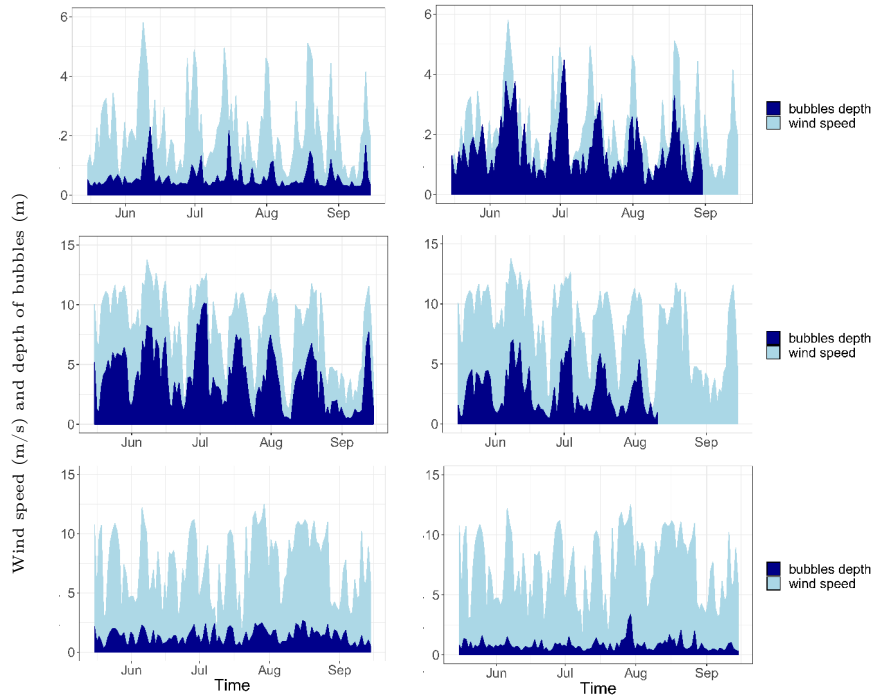 Wind speed (m/s) and depth of bubbles (m)
6
4
.2
0
Jun Jul Aug Sep
6
4
.2
0
Jun Jul Aug Sep
bubbles depth
wind speed
15
10
5
0
Jun Jul Aug Sep
15
10
5
0
Jun Jul Aug Sep
bubbles depth
wind speed
15
10
.5
0
Jun Jul Aug Sep
Time
15
.10
5
0
Jun Jul Aug Sep
Time
bubbles depth
wind speed